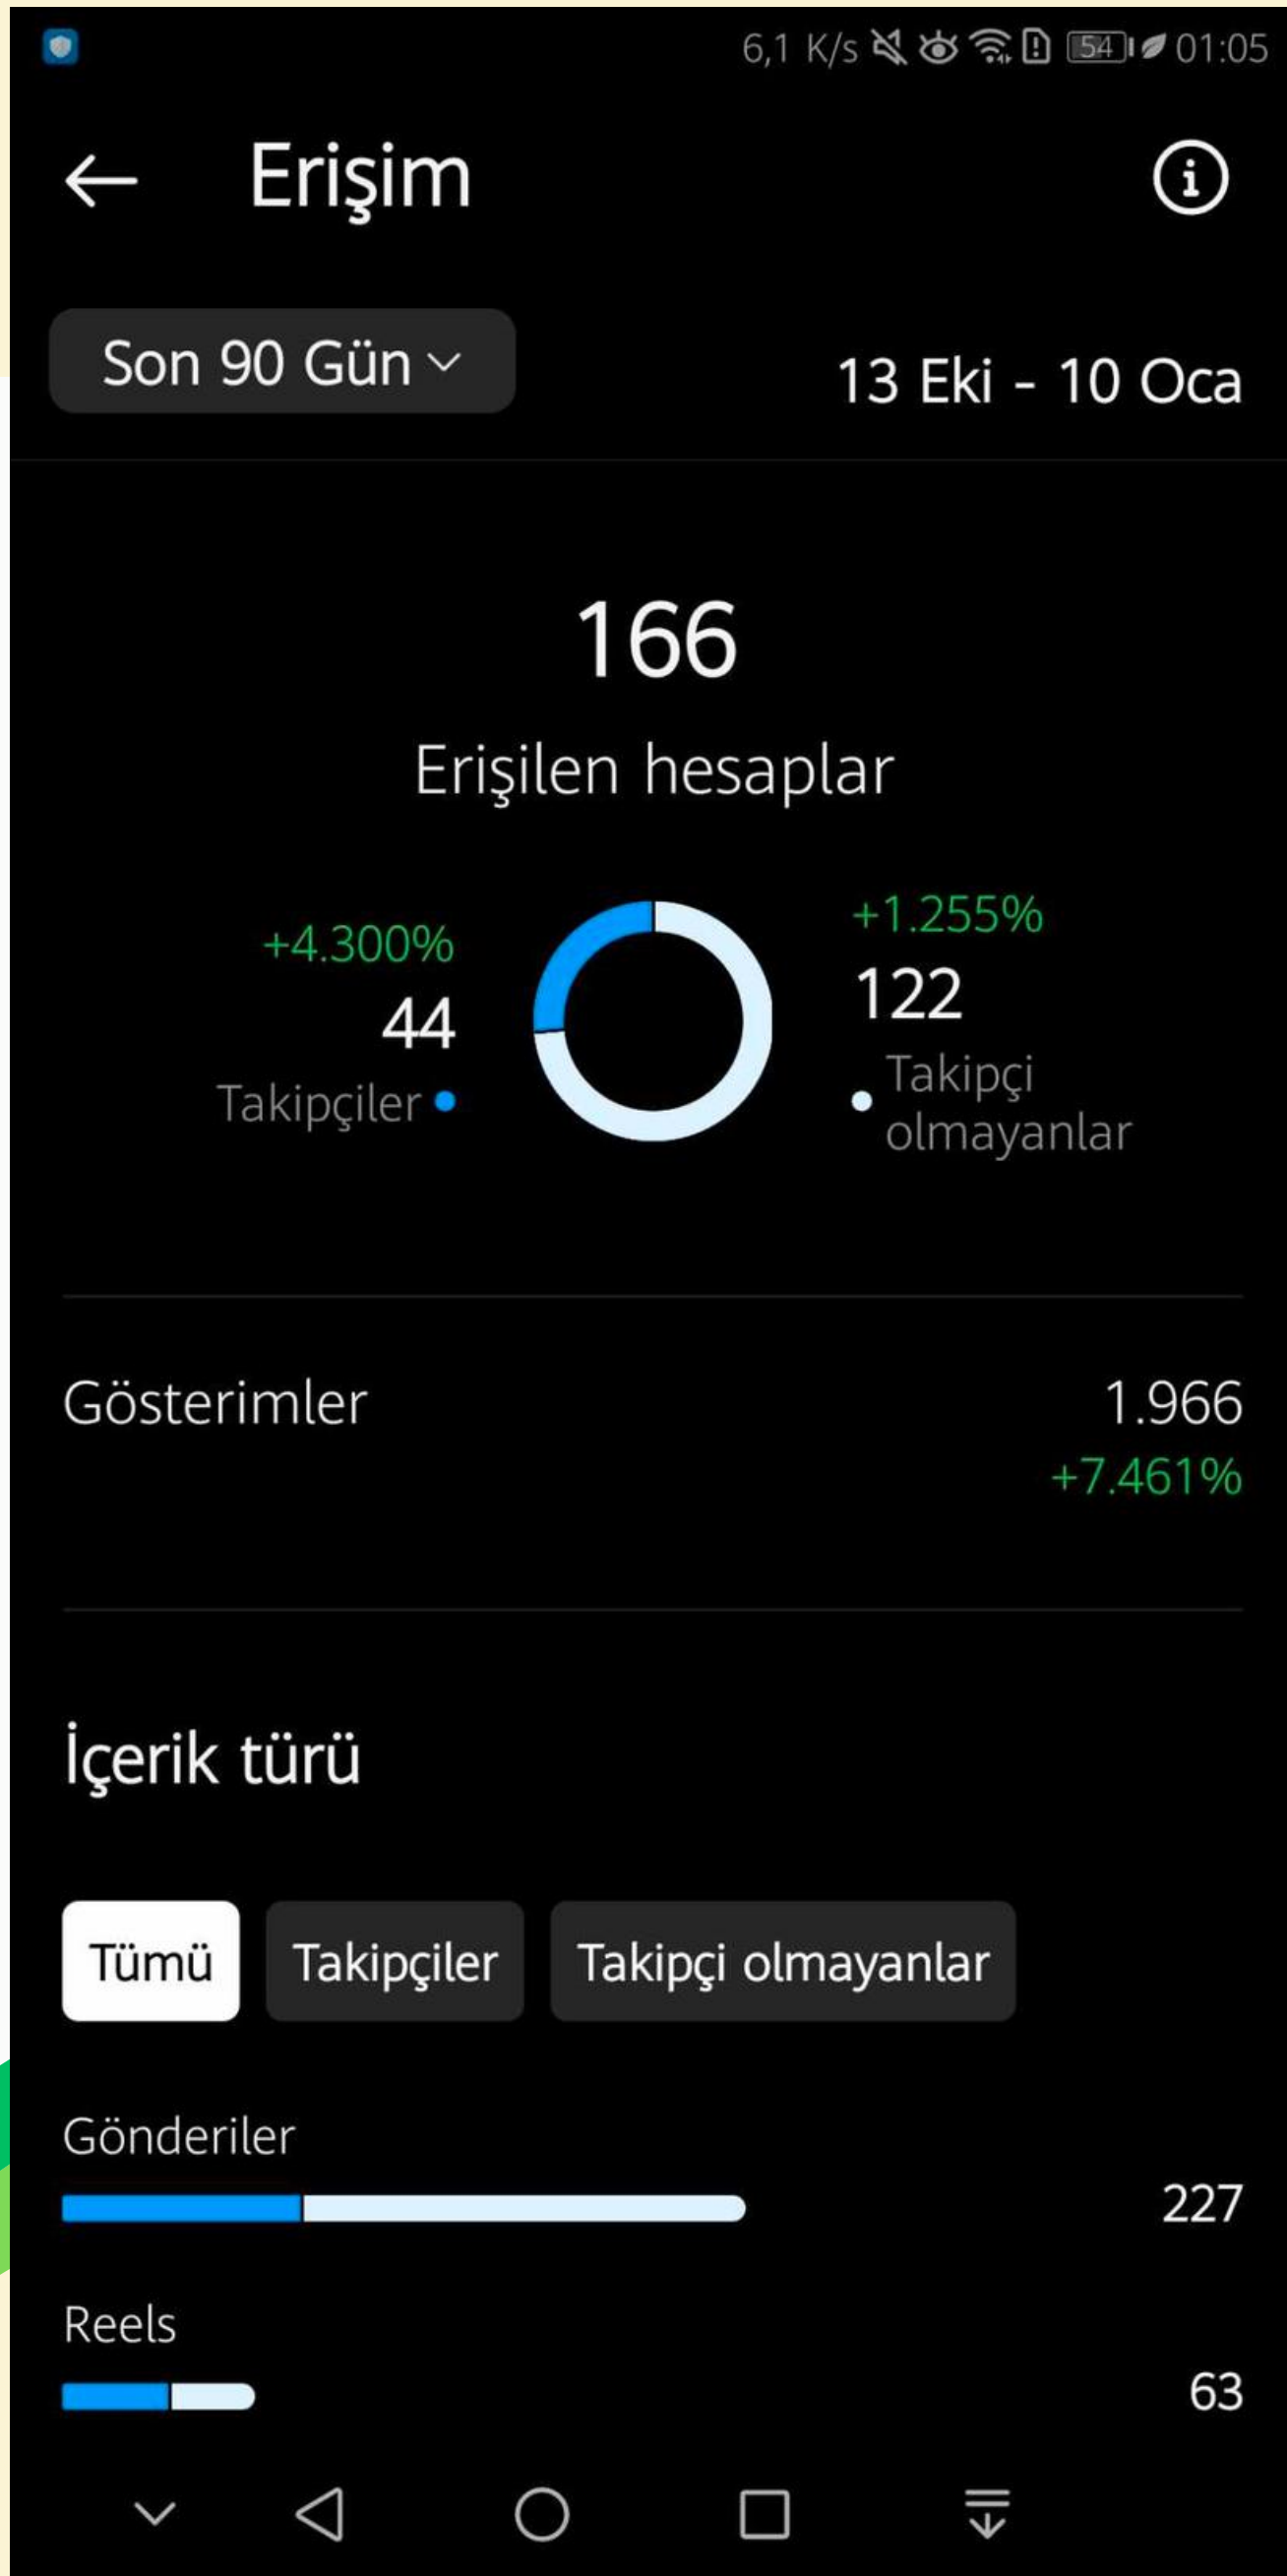 6,1 K/s 54 01:05
Erişim
Son 90 Gün
13 Eki - 10 Oca
166
Erişilen hesaplar
+4.300%
44
Takipçiler
+1.255%
122
Takipçi
olmayanlar
Gösterimler
1.966
+7.461%
İçerik türü
Tümü Takipçiler Takipçi olmayanlar
Gönderiler
227
Reels
63